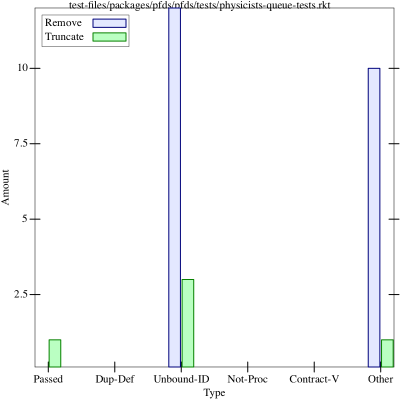 test-files/packages/pfds/pfds/tests/physicists-queue-tests.rkt
Remove
Truncate
10
7.5
5
2.5
Amount
Passed Dup-Def Unbound-ID Not-Proc Contract-V Other
Type